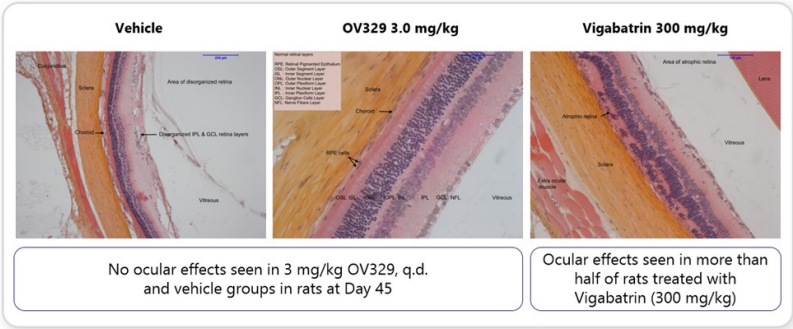 Vehicle
OV329 3.0 mg/kg
Vigabatrin 300 mg/kg
Conjunctiva
Sclera
Area of disorganized retina
Choroid
Disorganized IPL & GCL retina layers
Vitreous
Normal retinal layers
RPE: Retinal Pigmented Epithelium
OSL: Outer Segment Layer
ISL: Inner Segment Layer
ONL: Outer Nuclear Layer
OPL: Outer Plexiform Layer
INL: Inner Nuclear Layer
IPL: Inner Plexiform Layer
GCL: Ganglion Cells Layer
NFL: Nerve Fibers Layer
Choroid
RPE cells
OSL ISL ONL OPL INL IPL GCL NFL
Vitreous
Area of atrophic retina
Lens
Atrophic retina
Vitreous
Sclera
Extra ocular
muscle
No ocular effects seen in 3 mg/kg OV329, q.d.
and vehicle groups in rats at Day 45
Ocular effects seen in more than
half of rats treated with
Vigabatrin (300 mg/kg)